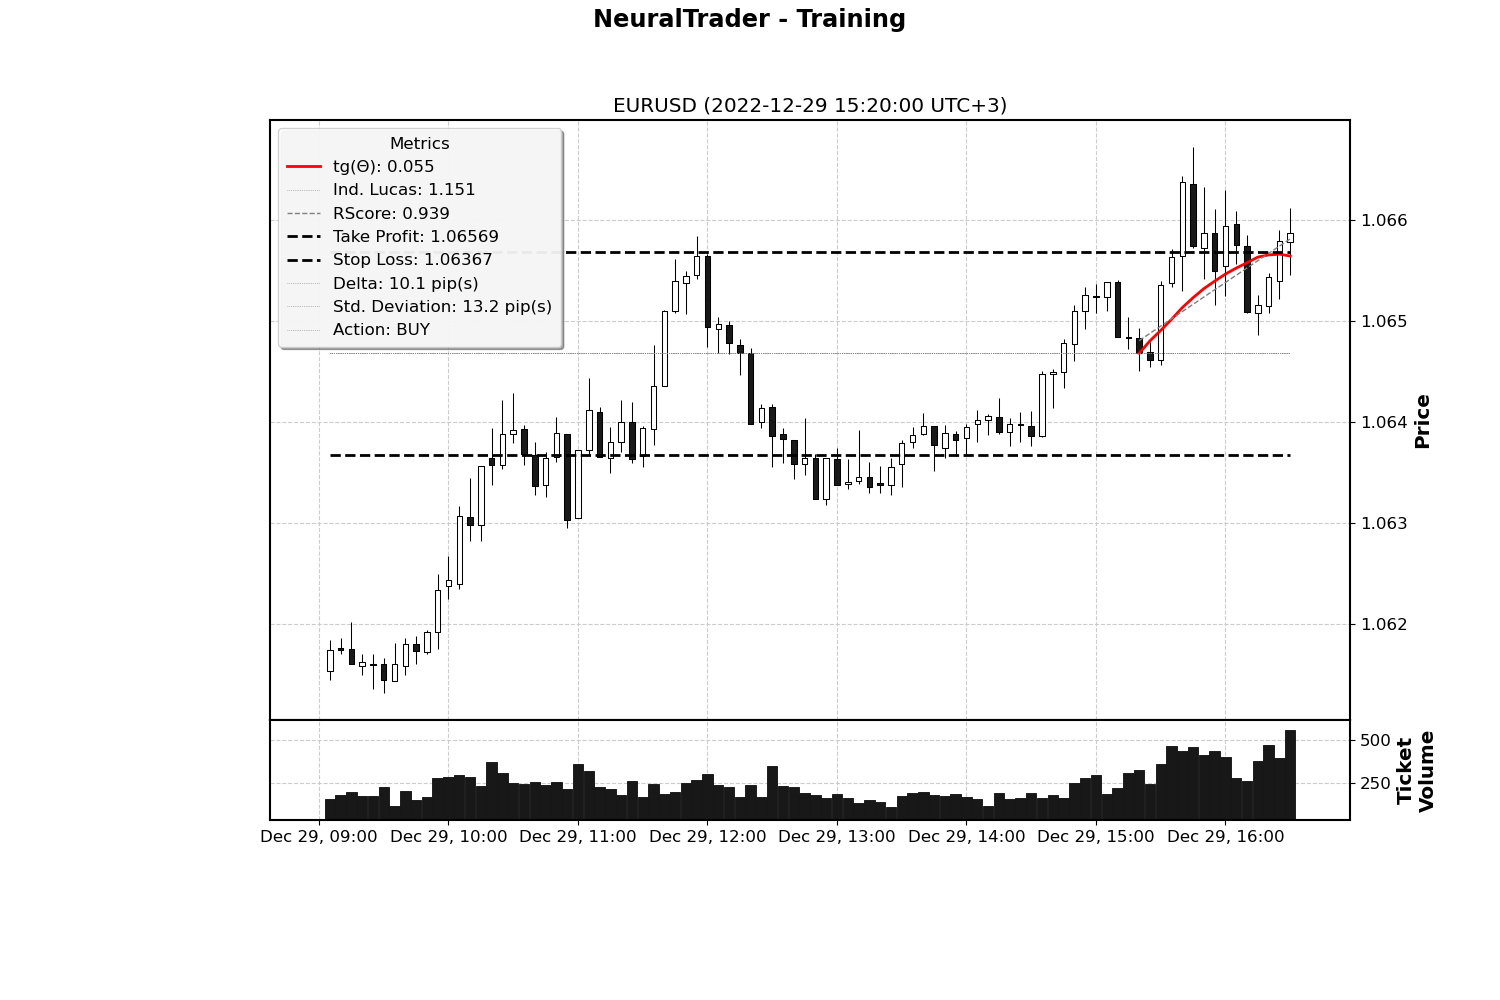 NeuralTrader - Training
EURUSD (2022-12-29 15:20:00 UTC+3)
Metrics
tg(Θ): 0.055
Ind. Lucas: 1.151
RScore: 0.939
Take Profit: 1.06569
Stop Loss: 1.06367
Delta: 10.1 pip(s)
Std. Deviation: 13.2 pip(s)
Action: BUY
1.066
1.065
1.064
1.063
1.062
Price
500
250
Ticket
Volume
Dec 29, 09:00 Dec 29, 10:00 Dec 29, 11:00 Dec 29, 12:00 Dec 29, 13:00 Dec 29, 14:00 Dec 29, 15:00 Dec 29, 16:00